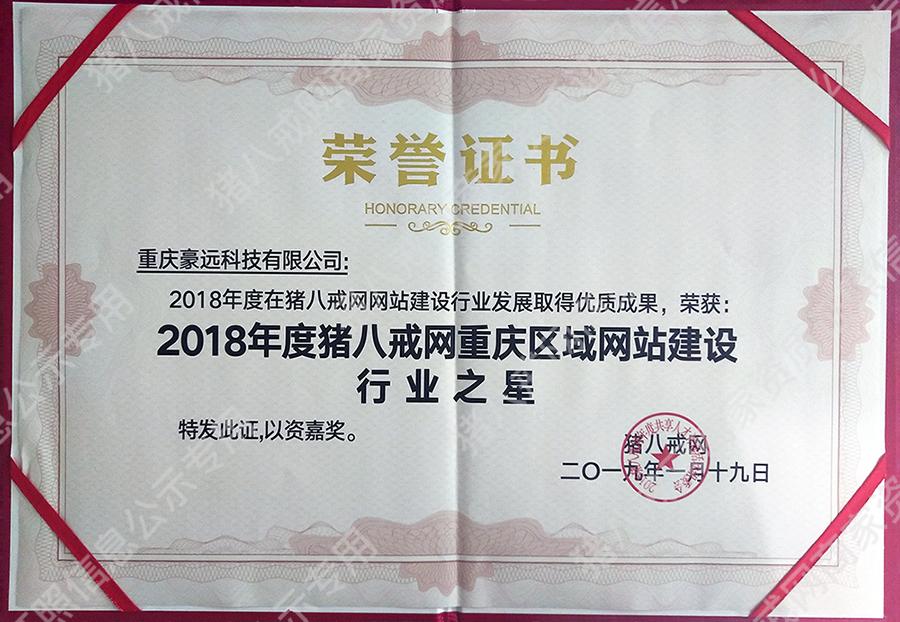 荣誉证书
HONORARY CREDENTIAL
重庆豪远科技有限公司:
2018年度在猪八戒网网站建设行业发展取得优质成果，荣获：
2018年度猪八戒网重庆区域网站建设
行业之星
特发此证,以资嘉奖。
猪八戒网
二〇一九年一月十九日